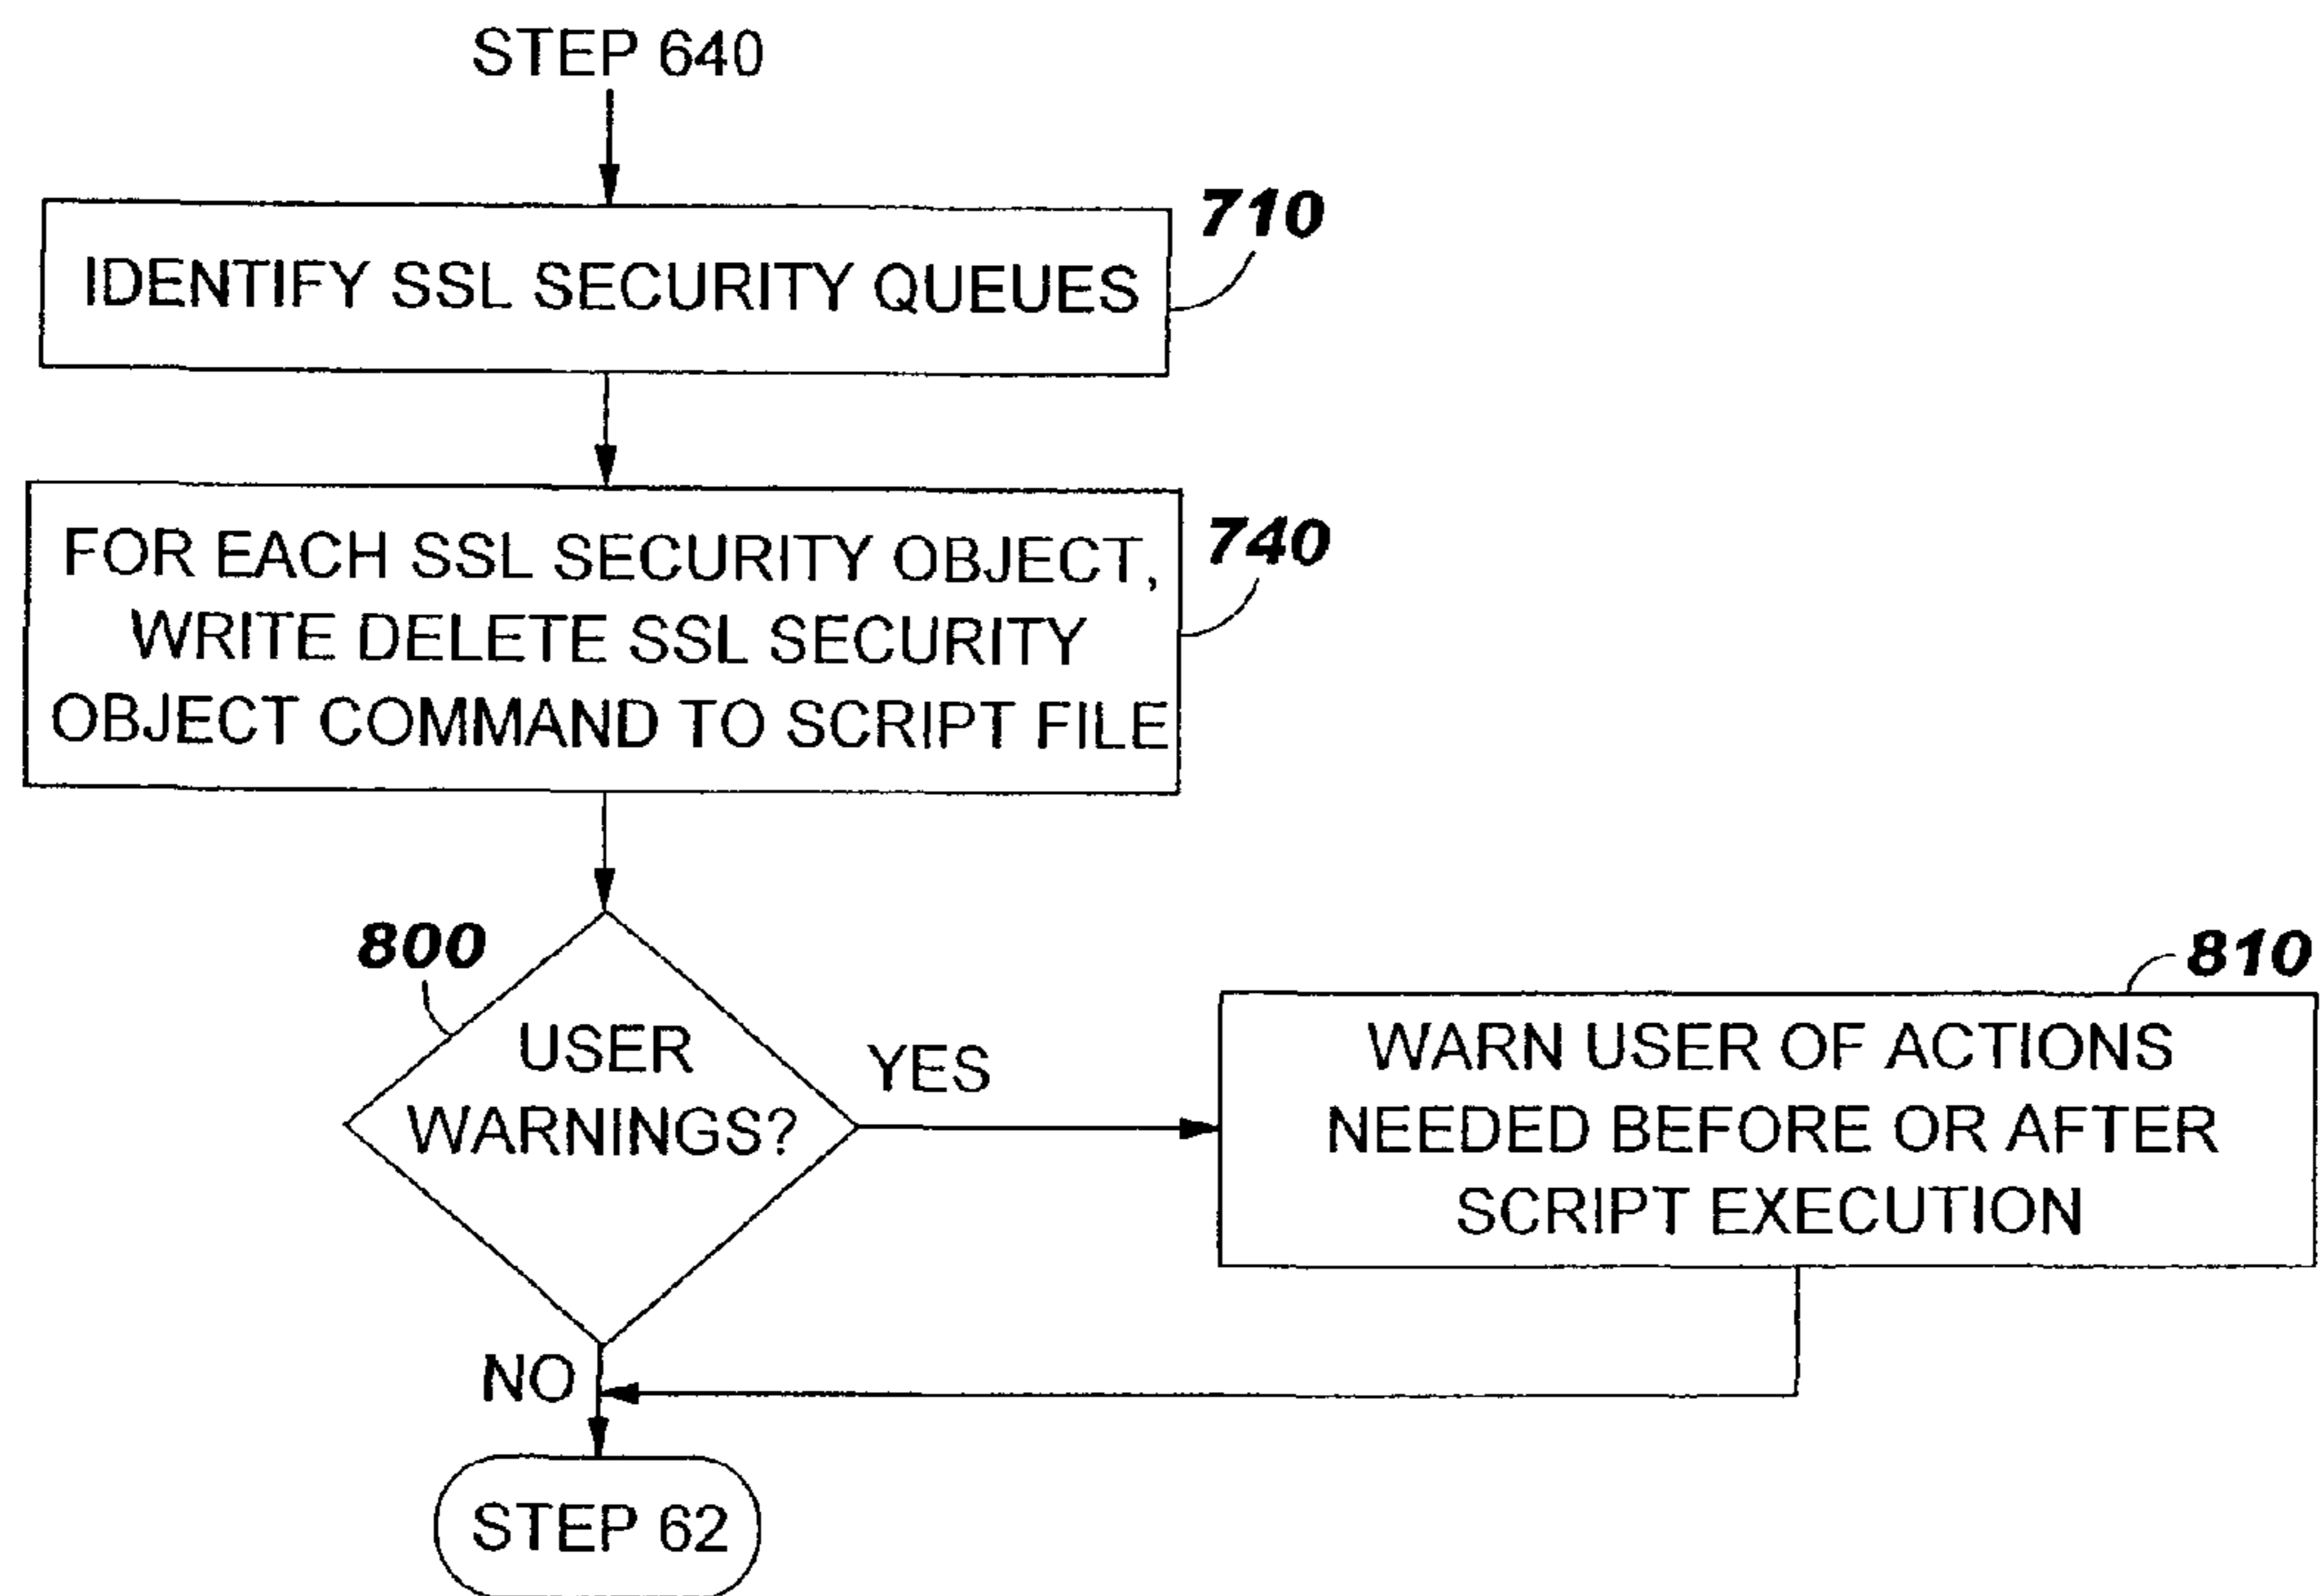 STEP 640
710
IDENTIFY SSL SECURITY QUEUES
740
FOR EACH SSL SECURITY OBJECT,
WRITE DELETE SSL SECURITY
OBJECT COMMAND TO SCRIPT FILE
800
USER
WARNINGS?
YES
810
WARN USER OF ACTIONS
NEEDED BEFORE OR AFTER
SCRIPT EXECUTION
NO
STEP 62